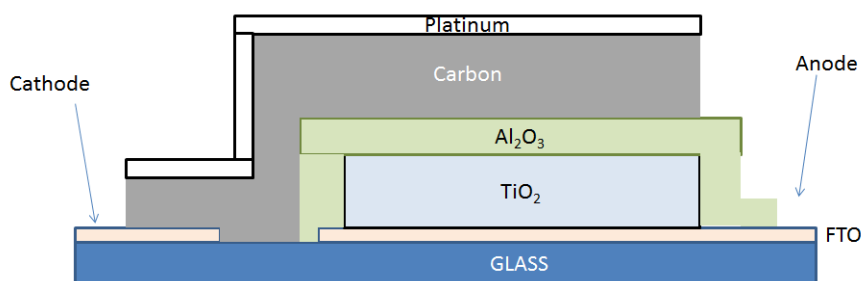 Platinum
Carbon
Cathode
Anode
Al₂O₃
TiO₂
FTO
GLASS